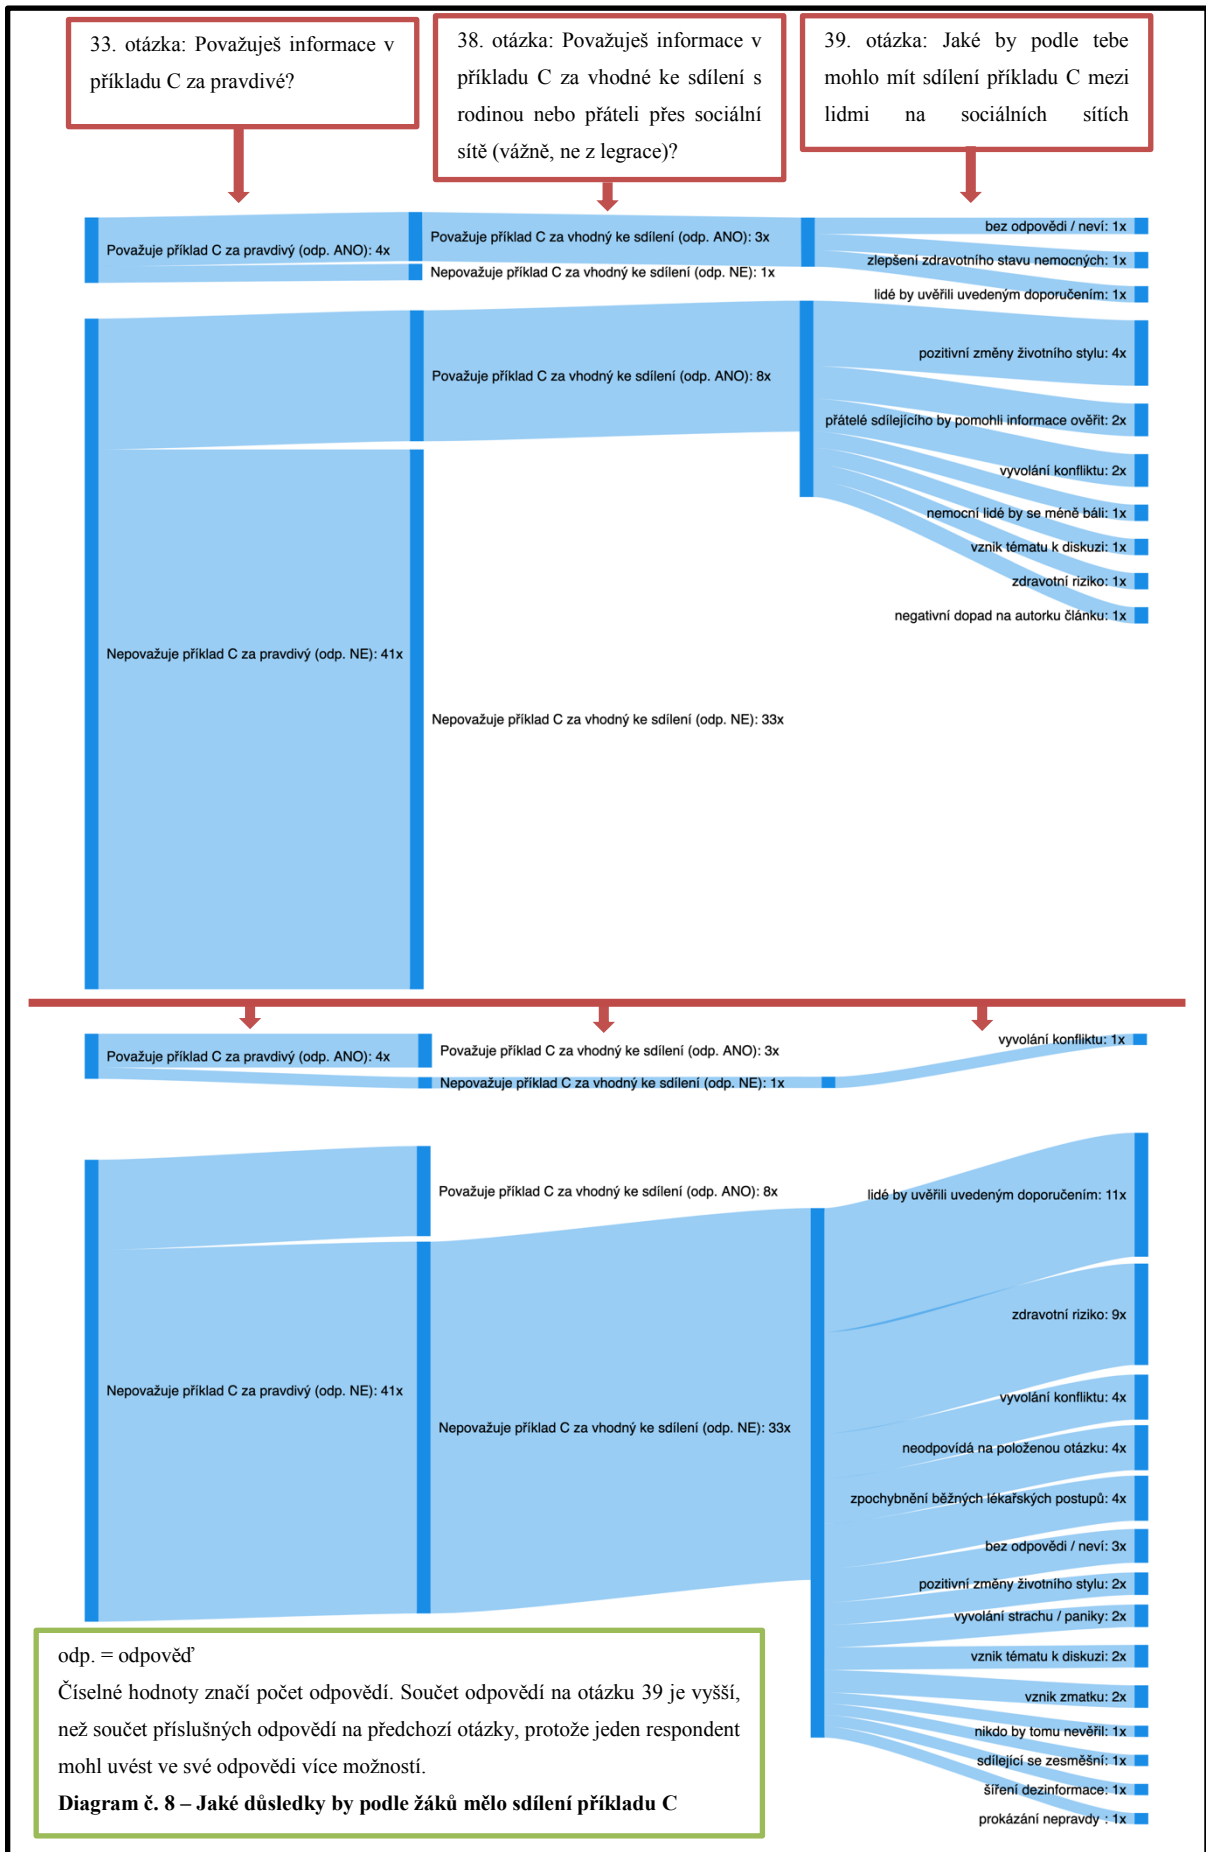 33. otázka: Považuješ informace v
příkladu C za pravdivé?
38. otázka: Považuješ informace v
příkladu C za vhodné ke sdílení s
rodinou nebo přáteli přes sociální
sítě (vážně, ne z legrace)?
39. otázka: Jaké by podle tebe
mohlo mít sdílení příkladu C mezi
lidmi na sociálních sítích
Považuje příklad C za pravdivý (odp. ANO): 4x
Považuje příklad C za vhodný ke sdílení (odp. ANO): 3x
Nepovažuje příklad C za vhodný ke sdílení (odp. NE): 1x
bez odpovědi / neví: 1x
zlepšení zdravotního stavu nemocných: 1x
lidé by uvěřili uvedeným doporučením: 1x
Považuje příklad C za vhodný ke sdílení (odp. ANO): 8x
pozitivní změny životního stylu: 4x
přátelé sdílejícího by pomohli informace ověřit: 2x
vyvolání konfliktu: 2x
nemocní lidé by se méně báli: 1x
vznik tématu k diskuzi: 1x
zdravotní riziko: 1x
negativní dopad na autorku článku: 1x
Nepovažuje příklad C za pravdivý (odp. NE): 41x
Nepovažuje příklad C za vhodný ke sdílení (odp. NE): 33x
Považuje příklad C za pravdivý (odp. ANO): 4x
Považuje příklad C za vhodný ke sdílení (odp. ANO): 3x
Nepovažuje příklad C za vhodný ke sdílení (odp. NE): 1x
vyvolání konfliktu: 1x
Považuje příklad C za vhodný ke sdílení (odp. ANO): 8x
Nepovažuje příklad C za pravdivý (odp. NE): 41x
Nepovažuje příklad C za vhodný ke sdílení (odp. NE): 33x
lidé by uvěřili uvedeným doporučením: 11x
zdravotní riziko: 9x
vyvolání konfliktu: 4x
neodpovídá na položenou otázku: 4x
zpochybnění běžných lékařských postupů: 4x
bez odpovědi / neví: 3x
pozitivní změny životního stylu: 2x
vyvolání strachu / paniky: 2x
vznik tématu k diskuzi: 2x
vznik zmatku: 2x
nikdo by tomu nevěřil: 1x
sdílející se zesměšní: 1x
šíření dezinformace: 1x
prokázání nepravdy : 1x
odp. = odpověď
Číselné hodnoty značí počet odpovědí. Součet odpovědí na otázku 39 je vyšší,
než součet příslušných odpovědí na předchozí otázky, protože jeden respondent
mohl uvést ve své odpovědi více možností.
Diagram č. 8 – Jaké důsledky by podle žáků mělo sdílení příkladu C